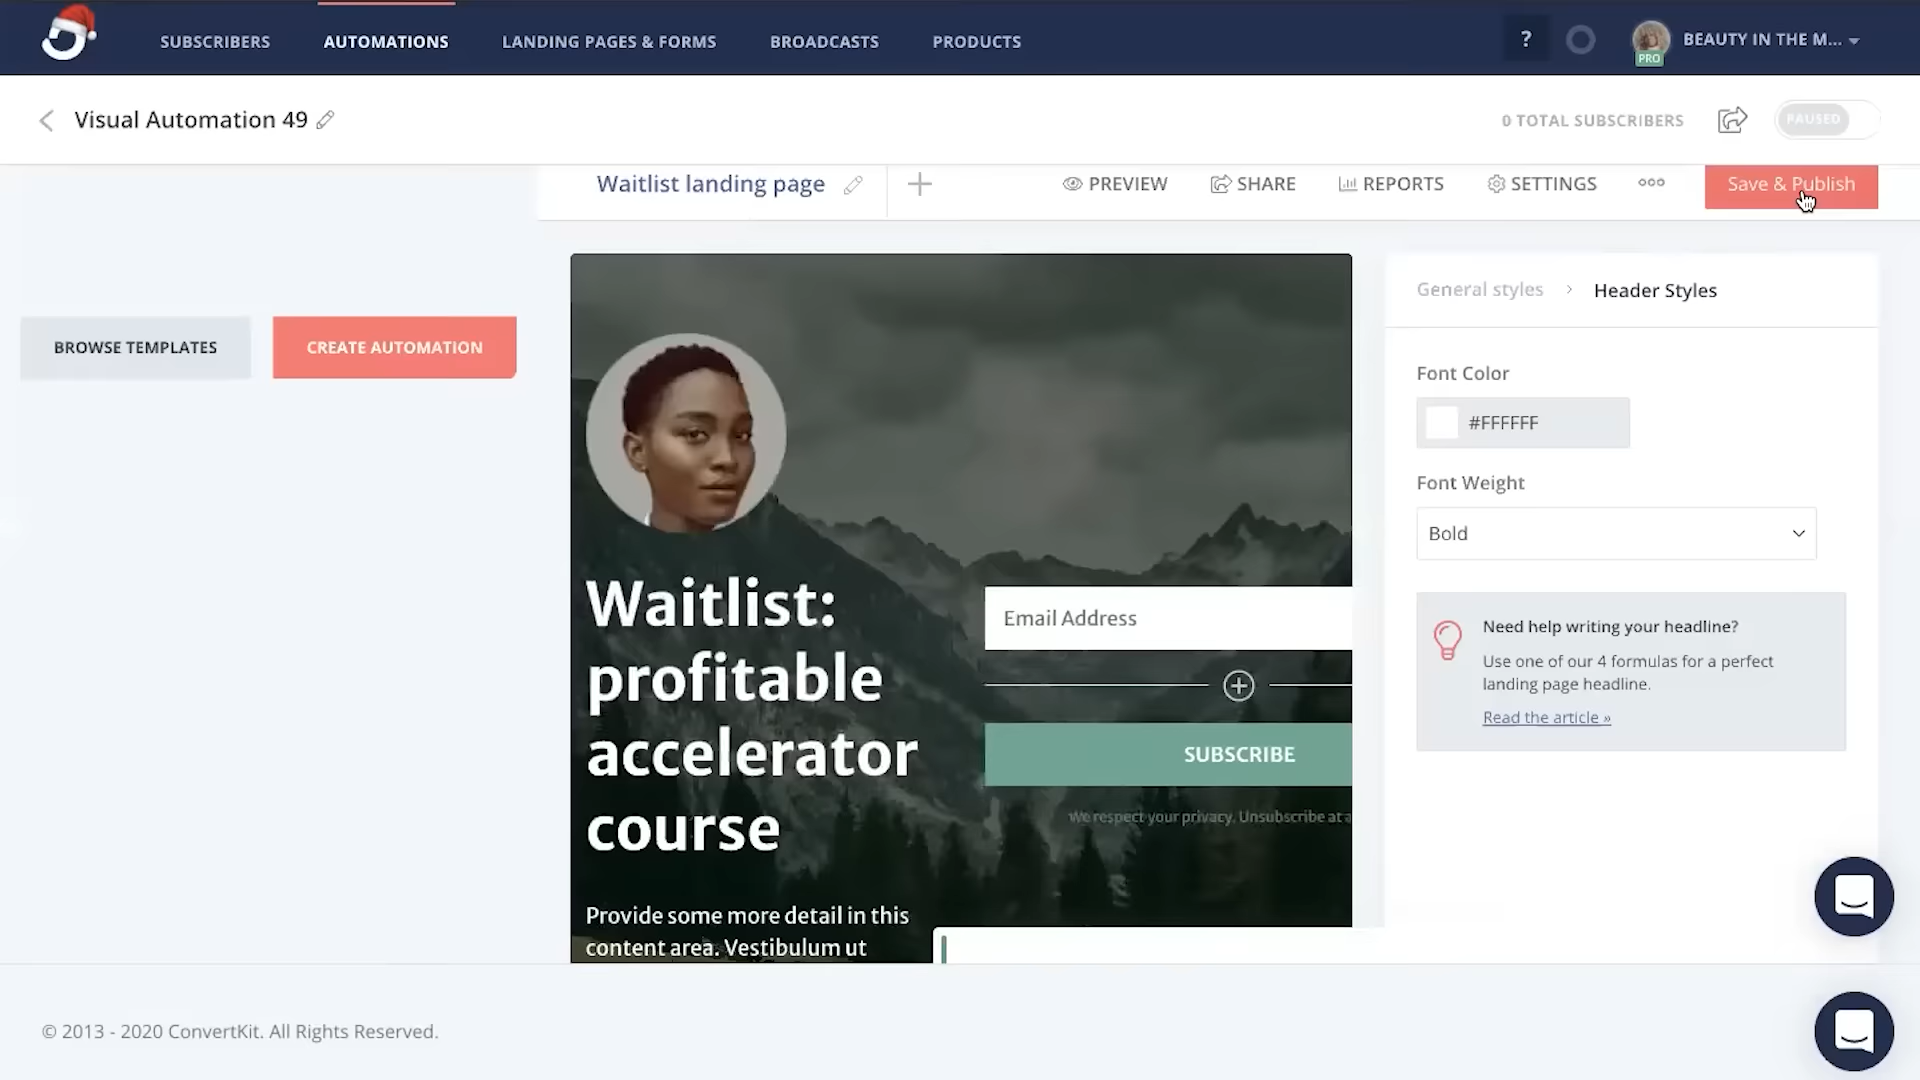 SUBSCRIBERS
AUTOMATIONS
LANDING PAGES & FORMS
BROADCASTS
PRODUCTS
?
PRO
BEAUTY IN THE M...
Visual Automation 49
0 TOTAL SUBSCRIBERS
PAUSED
Waitlist landing page
PREVIEW
SHARE
REPORTS
SETTINGS
Save & Publish
BROWSE TEMPLATES
CREATE AUTOMATION
Waitlist:
profitable
accelerator
course
Provide some more detail in this
content area. Vestibulum ut
Email Address
SUBSCRIBE
We respect your privacy. Unsubscribe at a
General styles > Header Styles
Font Color
#FFFFFF
Font Weight
Bold
Need help writing your headline?
Use one of our 4 formulas for a perfect
landing page headline.
Read the article »
© 2013 - 2020 ConvertKit. All Rights Reserved.